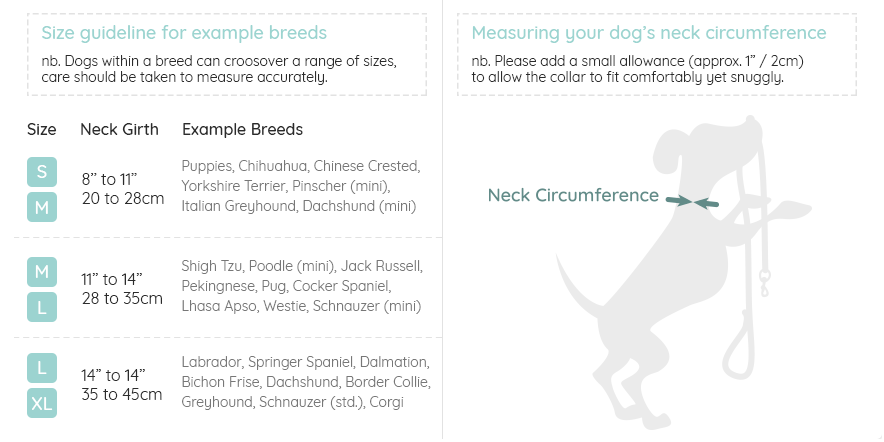 Size guideline for example breeds
nb. Dogs within a breed can croosover a range of sizes,
care should be taken to measure accurately.
Size Neck Girth Example Breeds
S
M
8” to 11”
20 to 28cm
Puppies, Chihuahua, Chinese Crested,
Yorkshire Terrier, Pinscher (mini),
Italian Greyhound, Dachshund (mini)
M
L
11” to 14”
28 to 35cm
Shigh Tzu, Poodle (mini), Jack Russell,
Pekingnese, Pug, Cocker Spaniel,
Lhasa Apso, Westie, Schnauzer (mini)
L
XL
14” to 14”
35 to 45cm
Labrador, Springer Spaniel, Dalmation,
Bichon Frise, Dachshund, Border Collie,
Greyhound, Schnauzer (std.), Corgi
Measuring your dog’s neck circumference
nb. Please add a small allowance (approx. 1” / 2cm)
to allow the collar to fit comfortably yet snuggly.
Neck Circumference